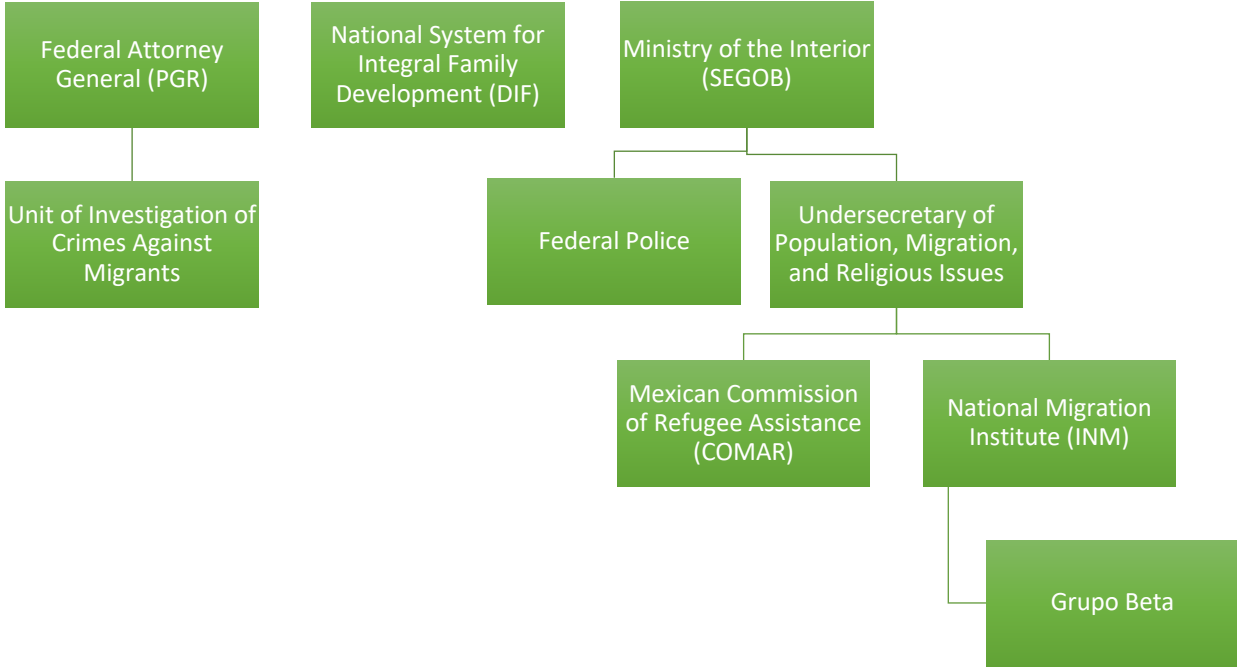 Federal Attorney
General (PGR)
National System for
Integral Family
Development (DIF)
Ministry of the Interior
(SEGOB)
Unit of Investigation of
Crimes Against
Migrants
Federal Police
Undersecretary of
Population, Migration,
and Religious Issues
Mexican Commission
of Refugee Assistance
(COMAR)
National Migration
Institute (INM)
Grupo Beta